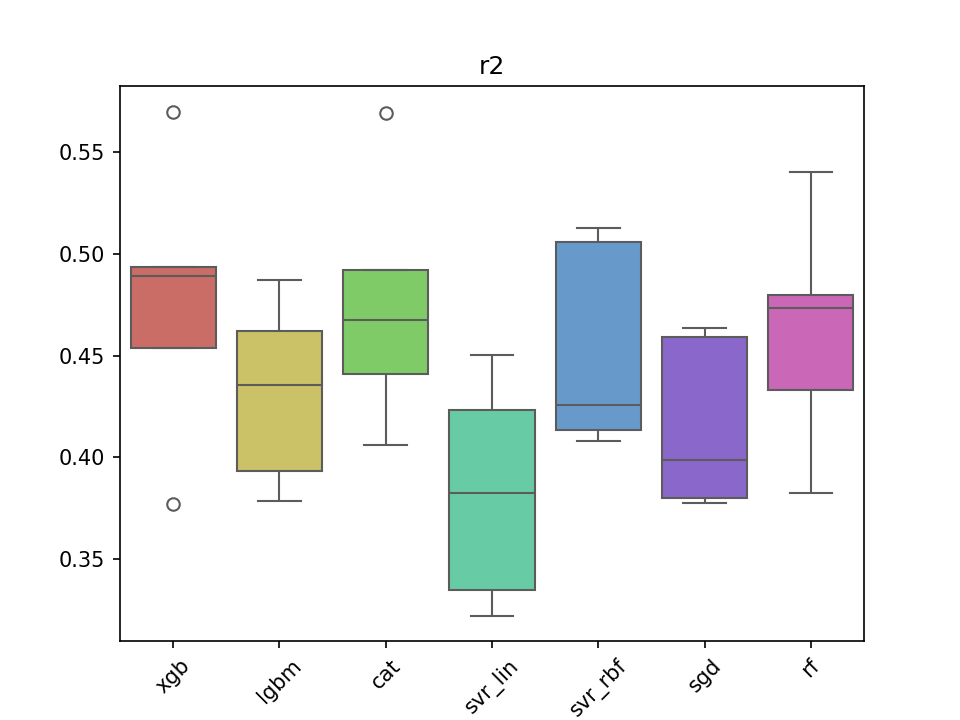 r2
0.55
0.50
0.45
0.40
0.35
xgb
lgbm
cat
svr_lin
svr_rbf
sgd
rf